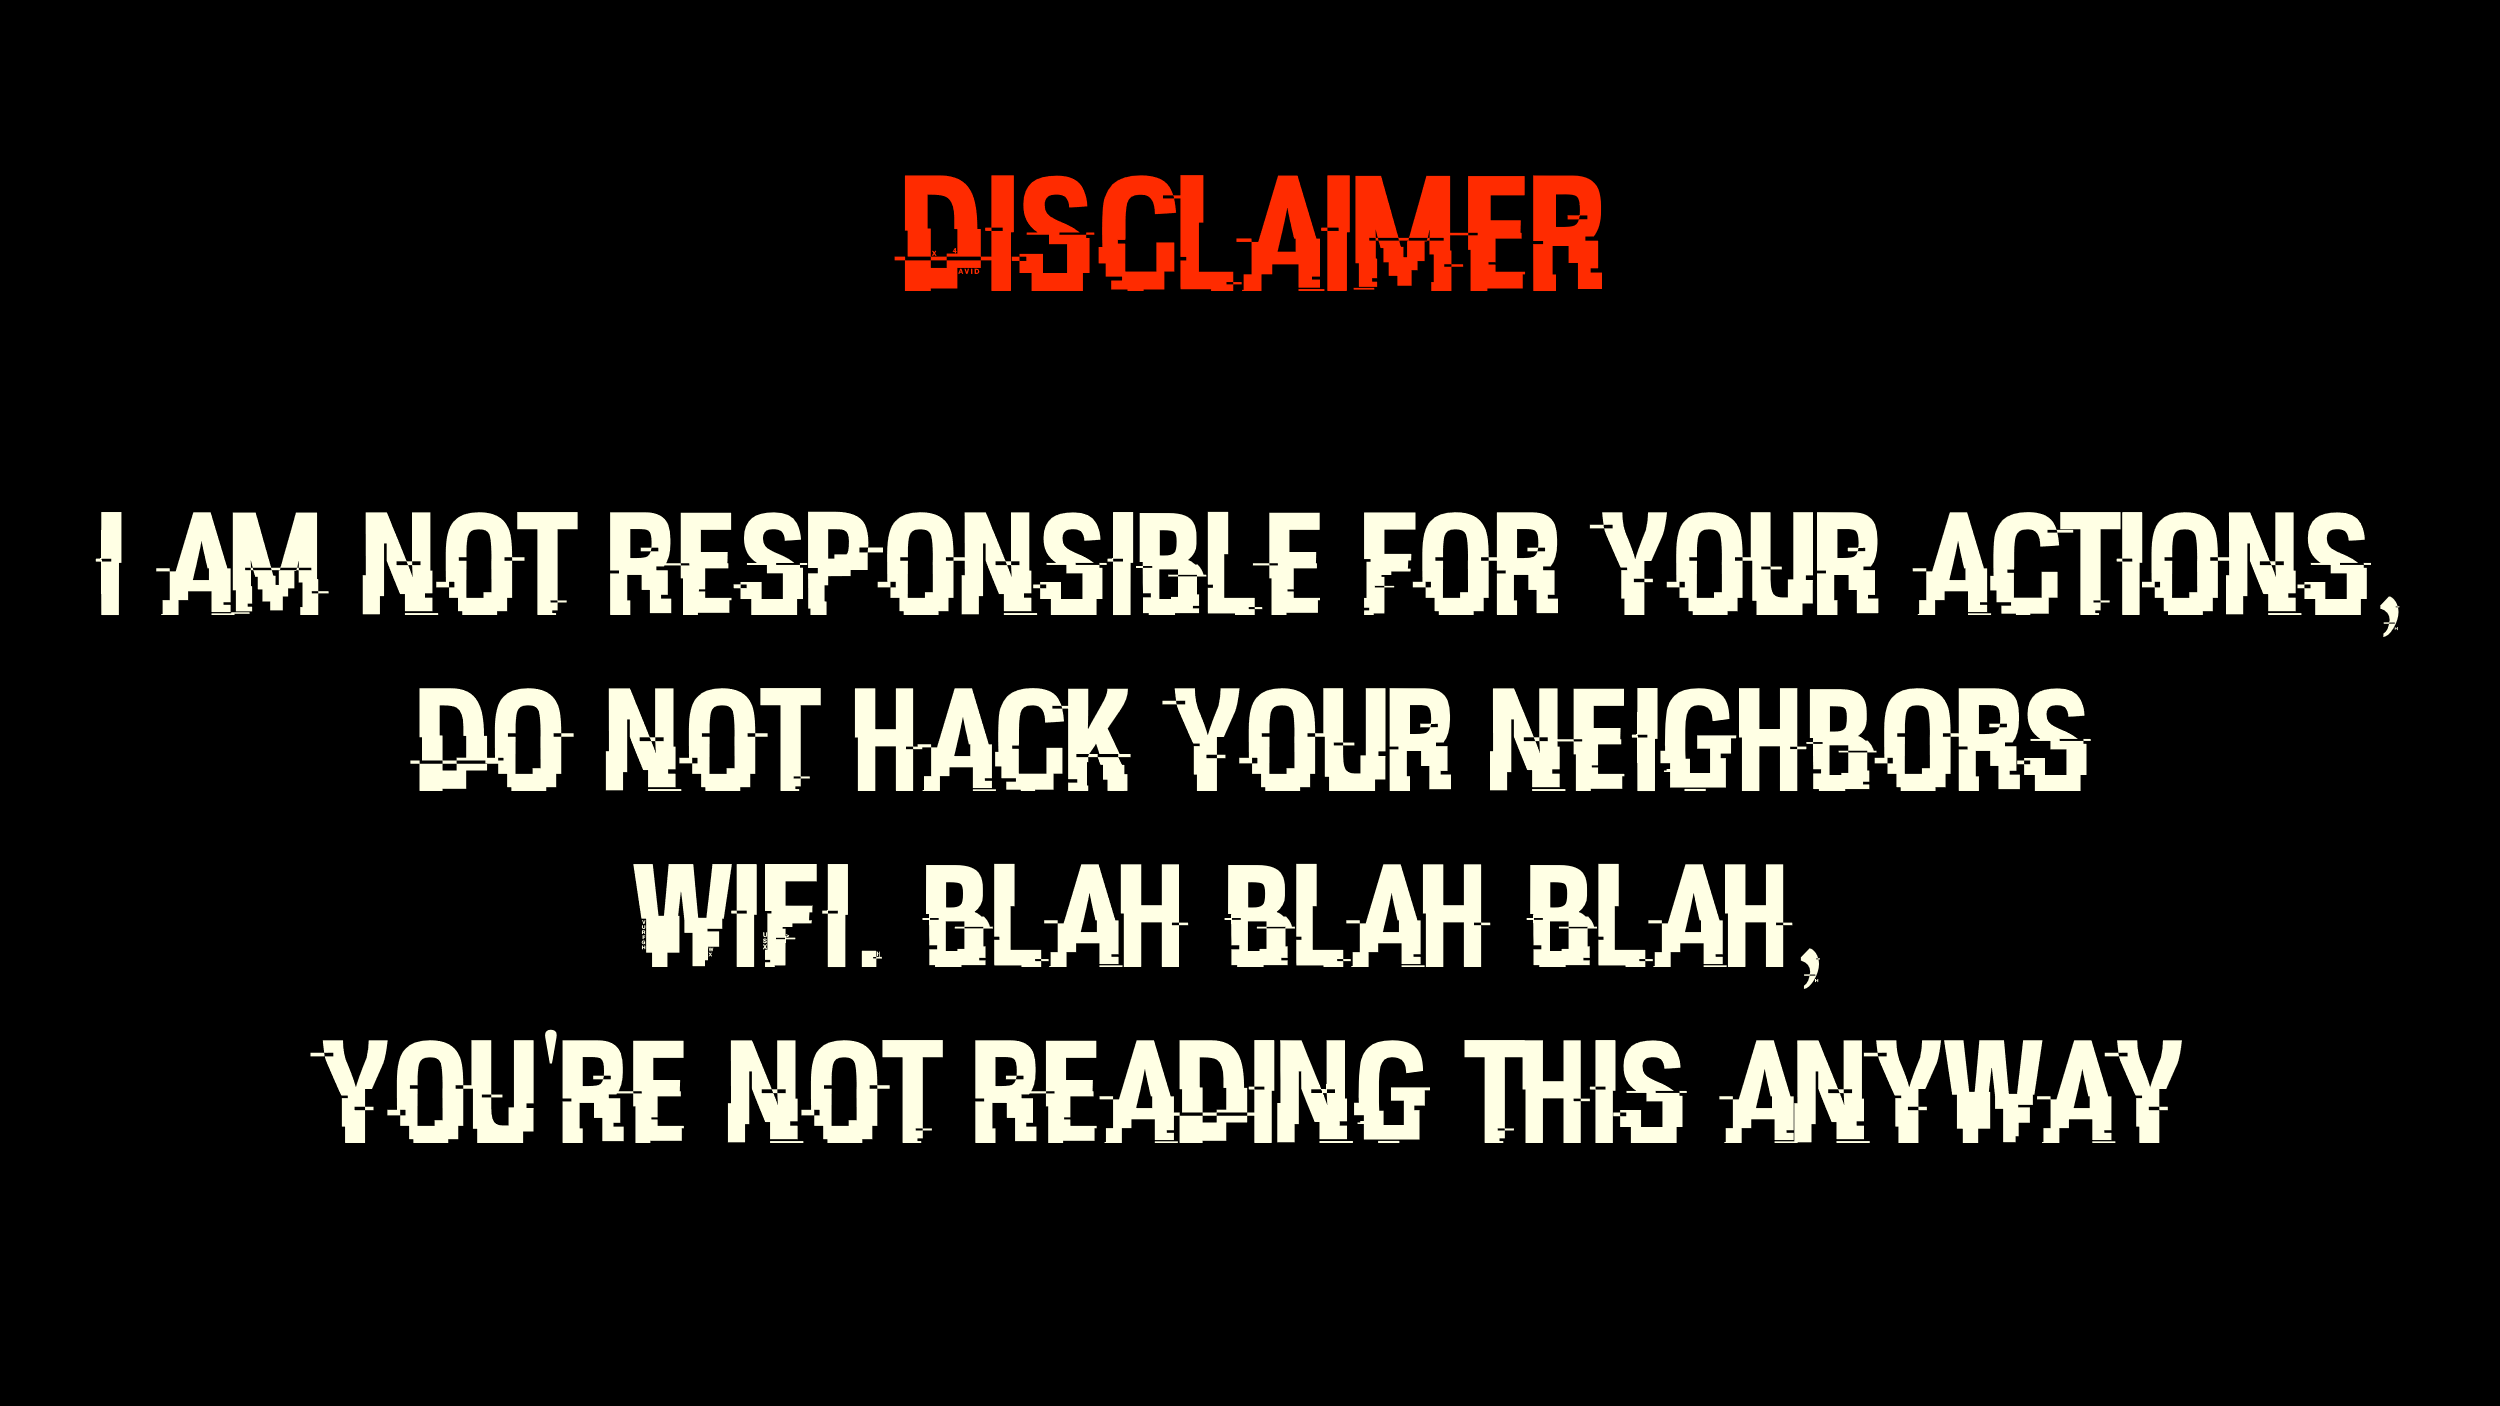 DISCLAIMER
I AM NOT RESPONSIBLE FOR YOUR ACTIONS,
DO NOT HACK YOUR NEIGHBORS
WIFI. BLAH BLAH BLAH,
YOU'RE NOT READING THIS ANYWAY